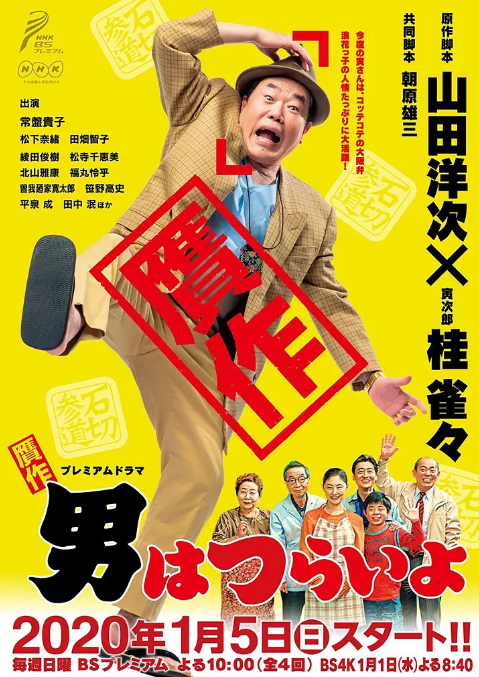 NHK
BS
プレミアム
NHK
原作脚本 山田洋次×寅次郎 桂雀々
共同脚本 朝原雄三
今度の寅さんは、コッテコテの大阪弁
浪花っ子の人情たっぷりに大活躍!
出演
常盤貴子
松下奈緒 田畑智子
綾田俊樹 松寺千恵美
北山雅康 福丸怜乎
曽我廼家寛太郎 笹野高史
平泉 成 田中 泯ほか
贋作
石切
参道
石切
参道
石切
参道
贋作
プレミアムドラマ
男はつらいよ
2020年1月5日(日)スタート!!
毎週日曜 BSプレミアム よる10:00(全4回) BS4K 1月1日(水)よる8:40